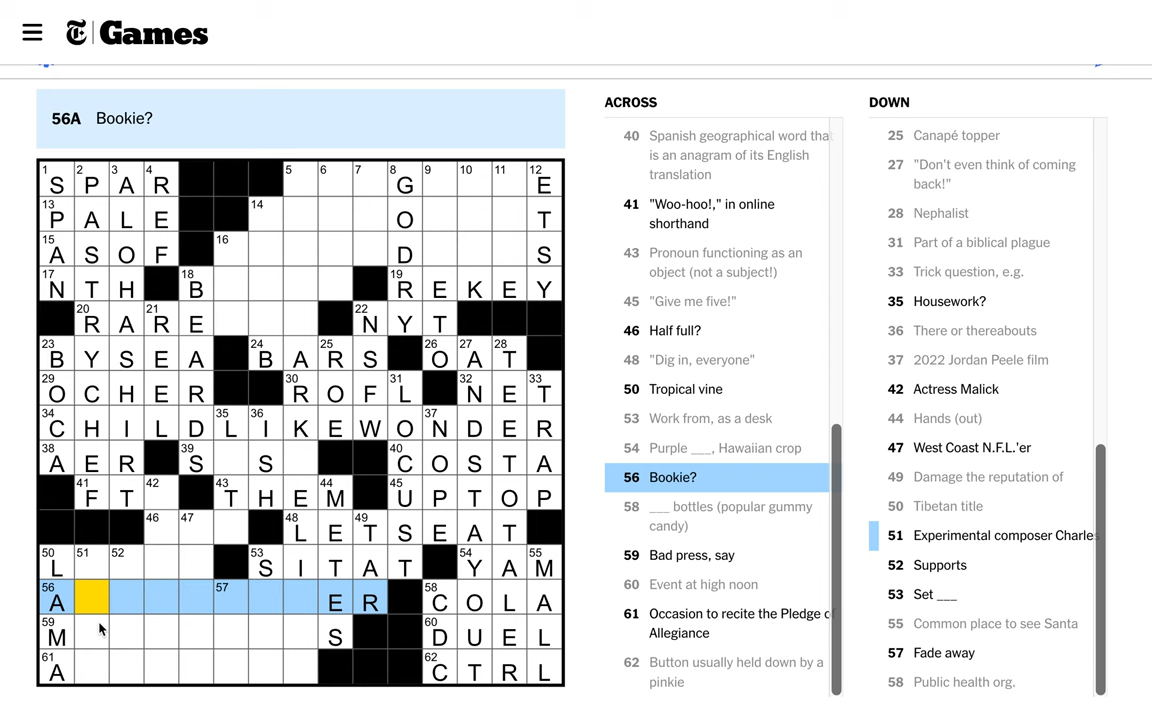 Games
56A Bookie?
ACROSS
DOWN
1 2 3 4 5 6 7 8 9 10 11 12
S P A R G E
13 14
P A L E O T
15 16
A S O F D S
17 18 19
N T H B R E K E Y
20 21 22
R A R E N Y T
23 24 25 26 27 28
B Y S E A B A R S O A T
29 30 31 32 33
O C H E R R O F L N E T
34 35 36 37
C H I L D L I K E W O N D E R
38 39 40
A E R S S C O S T A
41 42 43 44 45
F T T H E M U P T O P
46 47 48 49
L E T S E A T
50 51 52 53 54 55
L S I T A T Y A M
56 57 58
A E R C O L A
59 60
M S D U E L
61 62
A C T R L
40 Spanish geographical word that
is an anagram of its English
translation
41 "Woo-hoo!," in online
shorthand
43 Pronoun functioning as an
object (not a subject!)
45 "Give me five!"
46 Half full?
48 "Dig in, everyone"
50 Tropical vine
53 Work from, as a desk
54 Purple ___, Hawaiian crop
56 Bookie?
58 ___ bottles (popular gummy
candy)
59 Bad press, say
60 Event at high noon
61 Occasion to recite the Pledge of
Allegiance
62 Button usually held down by a
pinkie
25 Canapé topper
27 "Don't even think of coming
back!"
28 Nephalist
31 Part of a biblical plague
33 Trick question, e.g.
35 Housework?
36 There or thereabouts
37 2022 Jordan Peele film
42 Actress Malick
44 Hands (out)
47 West Coast N.F.L.'er
49 Damage the reputation of
50 Tibetan title
51 Experimental composer Charles
52 Supports
53 Set ___
55 Common place to see Santa
57 Fade away
58 Public health org.